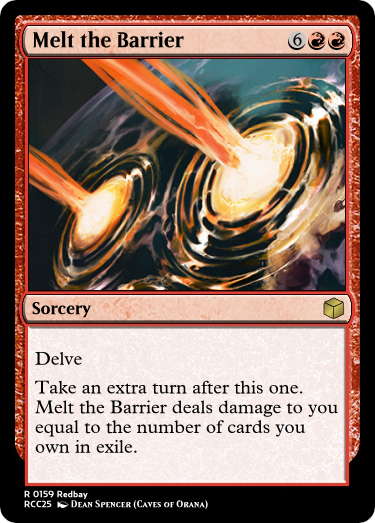 Melt the Barrier 6
Sorcery
Delve
Take an extra turn after this one.
Melt the Barrier deals damage to you
equal to the number of cards you
own in exile.
R 0159 Redbay
RCC25 Dean Spencer (Caves of Orana)